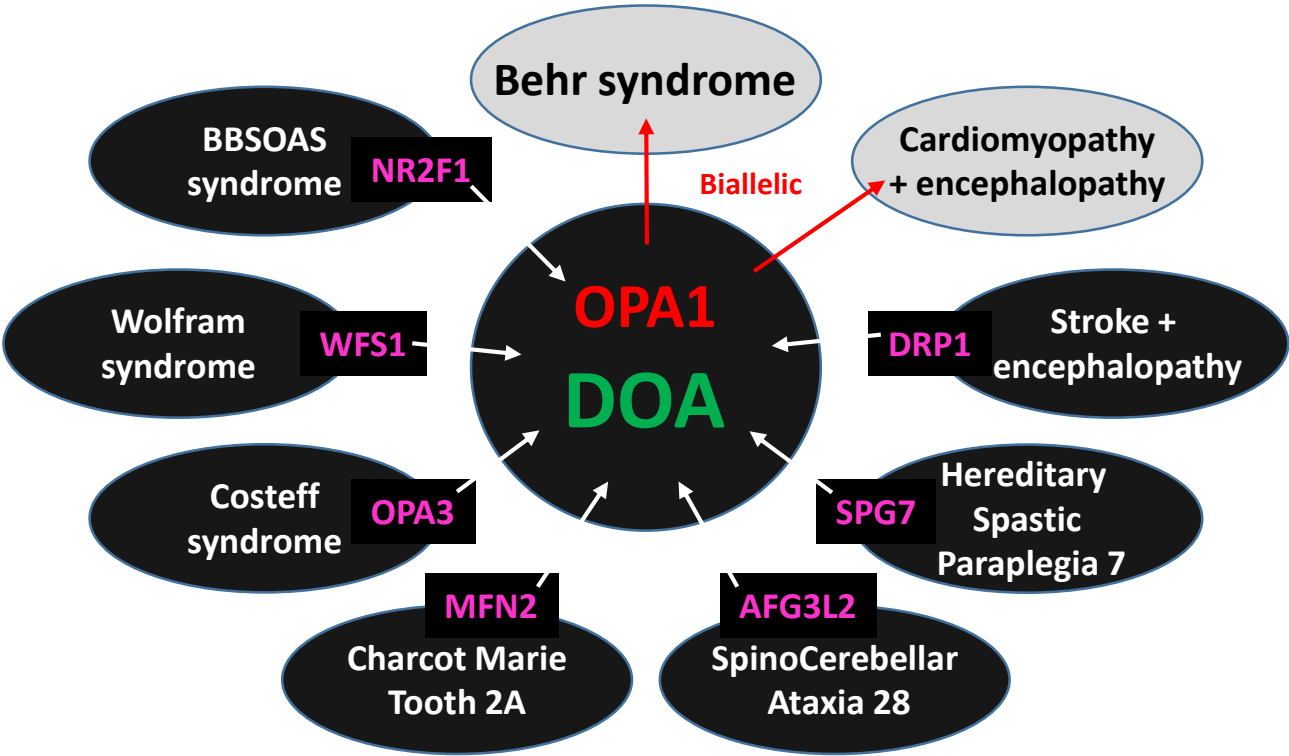 Behr syndrome
BBSOAS
syndrome
NR2F1
Cardiomyopathy
+ encephalopathy
Biallelic
OPA1
DOA
Wolfram
syndrome
WFS1
DRP1
Stroke +
encephalopathy
Costeff
syndrome
OPA3
SPG7
Hereditary
Spastic
Paraplegia 7
MFN2
Charcot Marie
Tooth 2A
AFG3L2
SpinoCerebellar
Ataxia 28